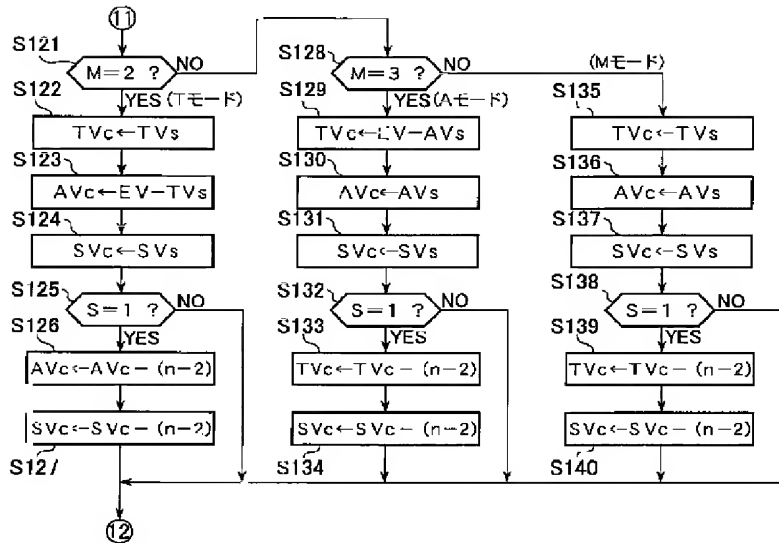 11
S121
M=2 ?
NO
YES (Tモード)
S122
TVc←TVs
S123
AVc←EV−TVs
S124
SVc←SVs
S125
S=1 ?
NO
YES
S126
AVc←AVc−(n−2)
SVc←SVc−(n−2)
S127
12
S128
M=3 ?
NO
YES (Aモード)
S129
TVc←EV−AVs
S130
AVc←AVs
S131
SVc←SVs
S132
S=1 ?
NO
YES
S133
TVc←TVc−(n−2)
SVc←SVc−(n−2)
S134
(Mモード)
S135
TVc←TVs
S136
AVc←AVs
S137
SVc←SVs
S138
S=1 ?
NO
YES
S139
TVc←TVc−(n−2)
SVc←SVc−(n−2)
S140